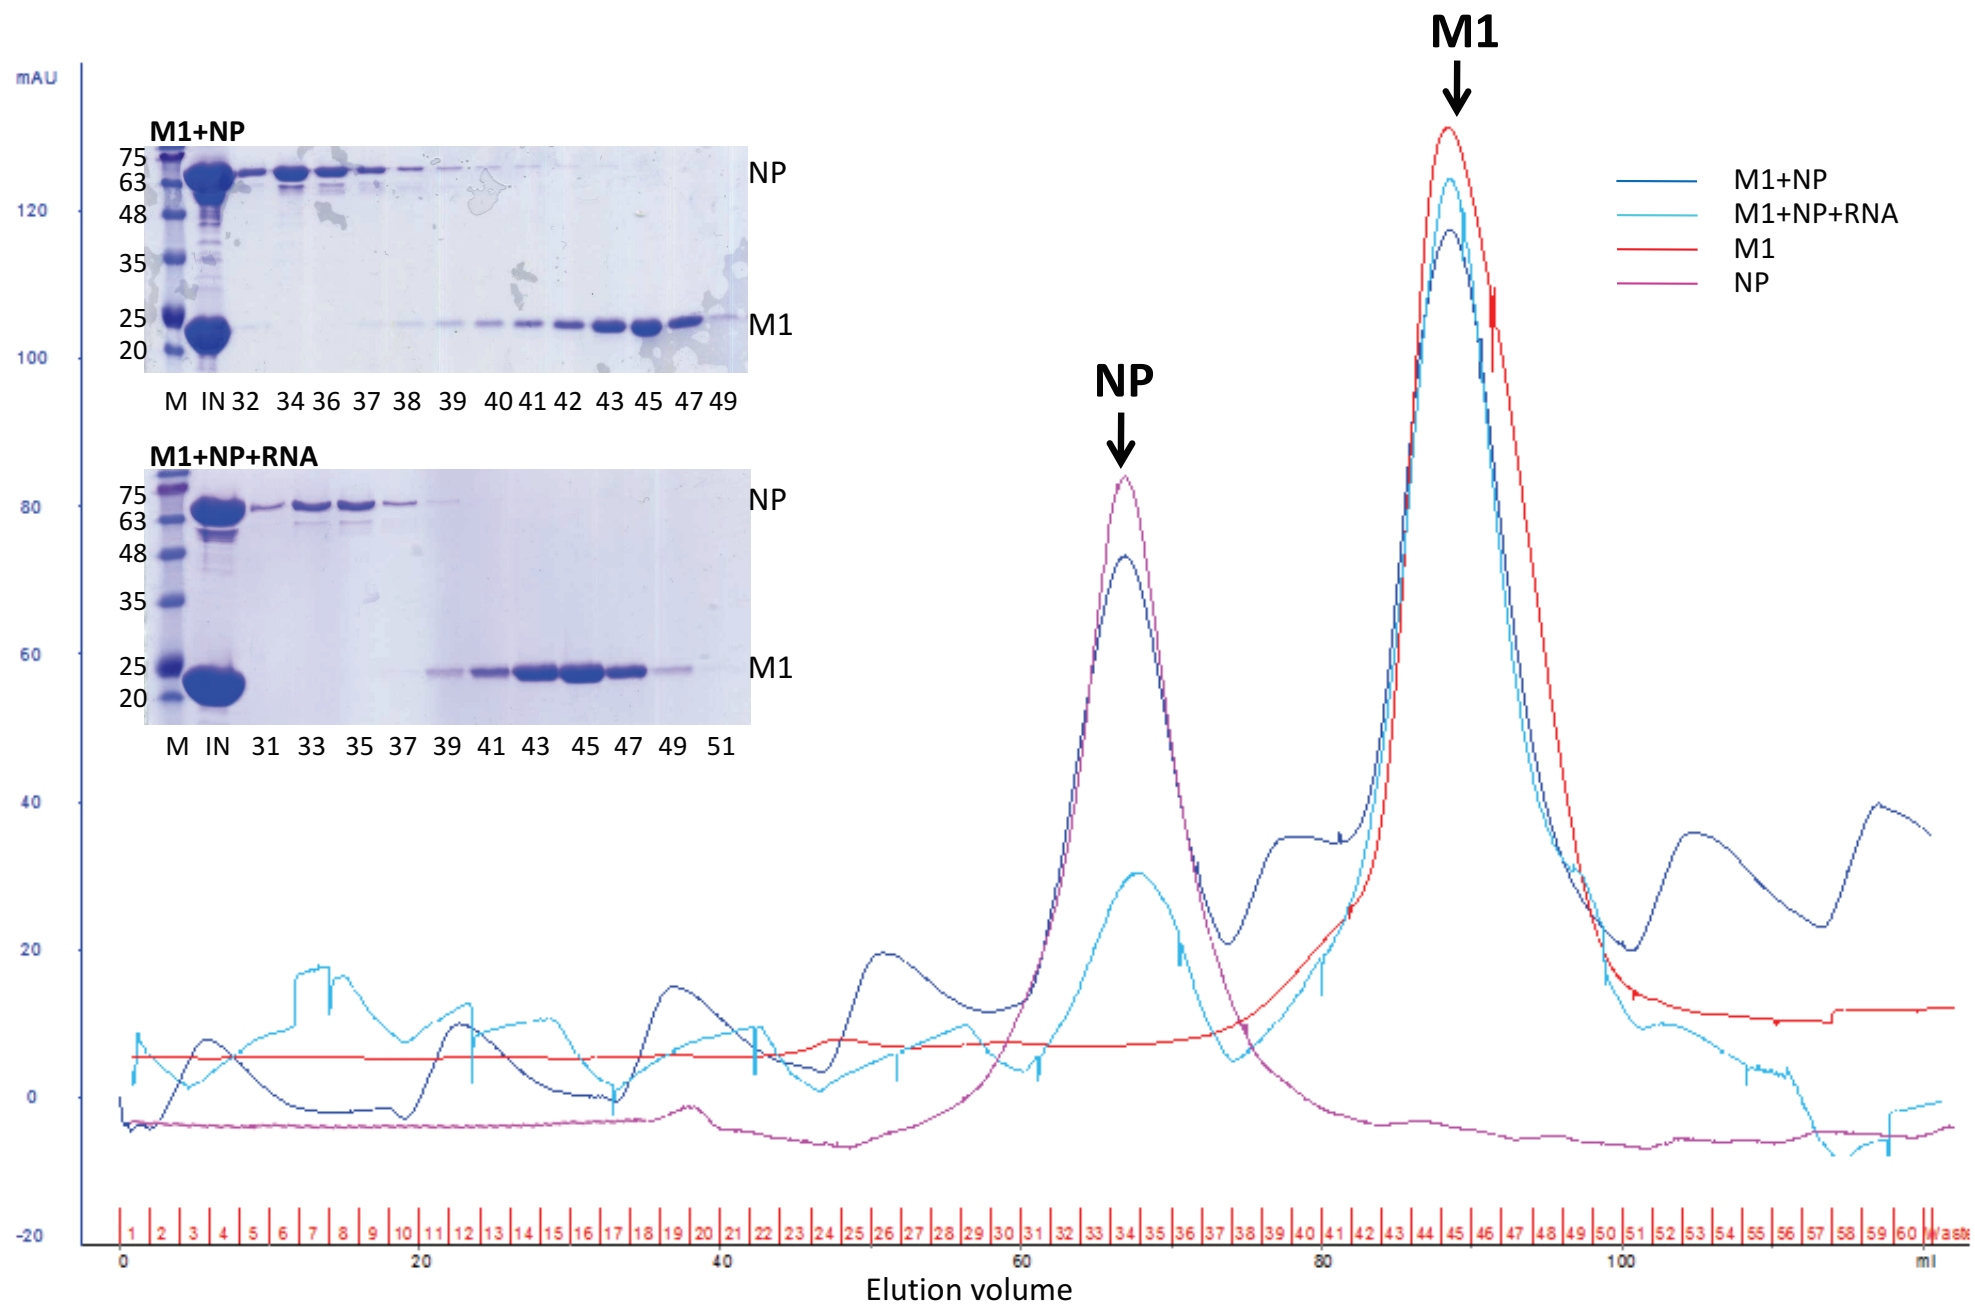 M1
mAU
M1+NP
75
63
48
35
25
20
NP
M1
M IN 32 34 36 37 38 39 40 41 42 43 45 47 49
M1+NP+RNA
75
63
48
35
25
20
NP
M1
M IN 31 33 35 37 39 41 43 45 47 49 51
NP
M1+NP
M1+NP+RNA
M1
NP
120
100
80
60
40
20
0
-20
1 2 3 4 5 6 7 8 9 10 11 12 13 14 15 16 17 18 19 20 21 22 23 24 25 26 27 28 29 30 31 32 33 34 35 36 37 38 39 40 41 42 43 44 45 46 47 48 49 50 51 52 53 54 55 56 57 58 59 60 Waste
0 20 40 60 80 100 ml
Elution volume